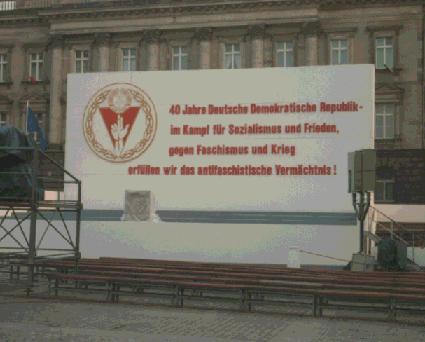 40 Jahre Deutsche Demokratische Republik-
im Kampf für Sozialismus und Frieden,
gegen Faschismus und Krieg
erfüllen wir das antifaschistische Vermächtnis!